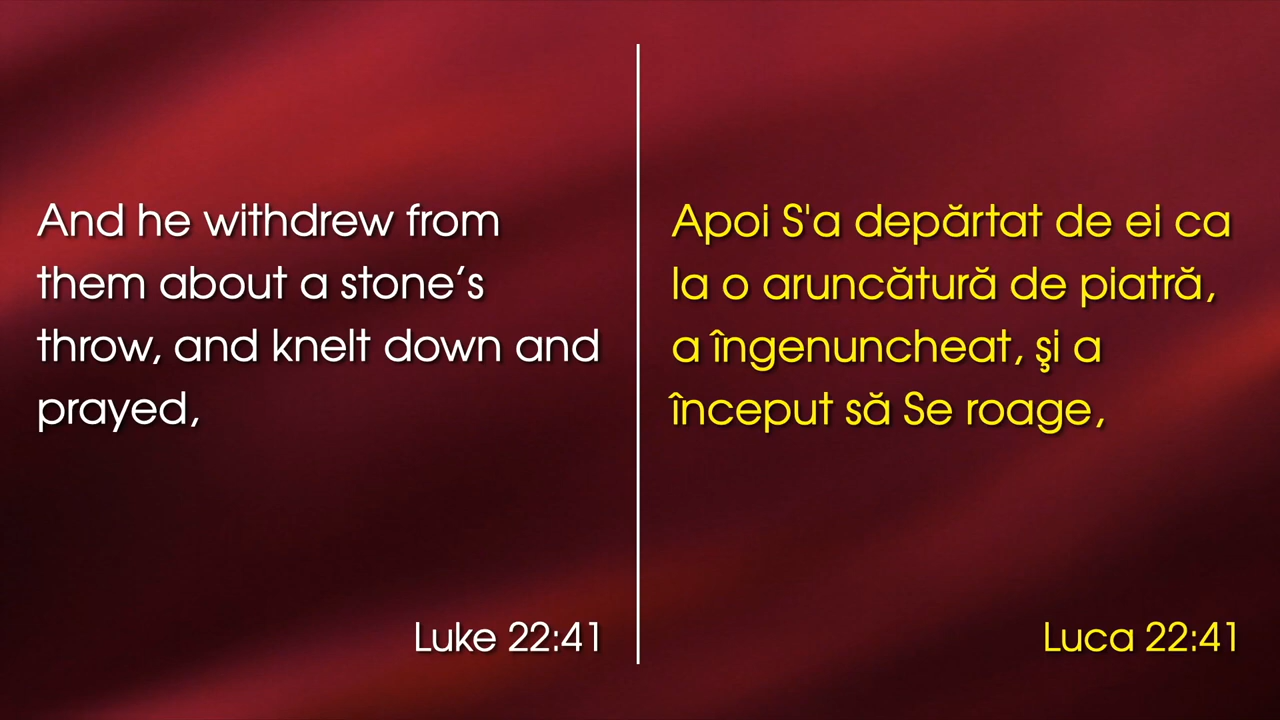 And he withdrew from
them about a stone’s
throw, and knelt down and
prayed,
Luke 22:41
Apoi S'a depărtat de ei ca
la o aruncătură de piatră,
a îngenuncheat, şi a
început să Se roage,
Luca 22:41